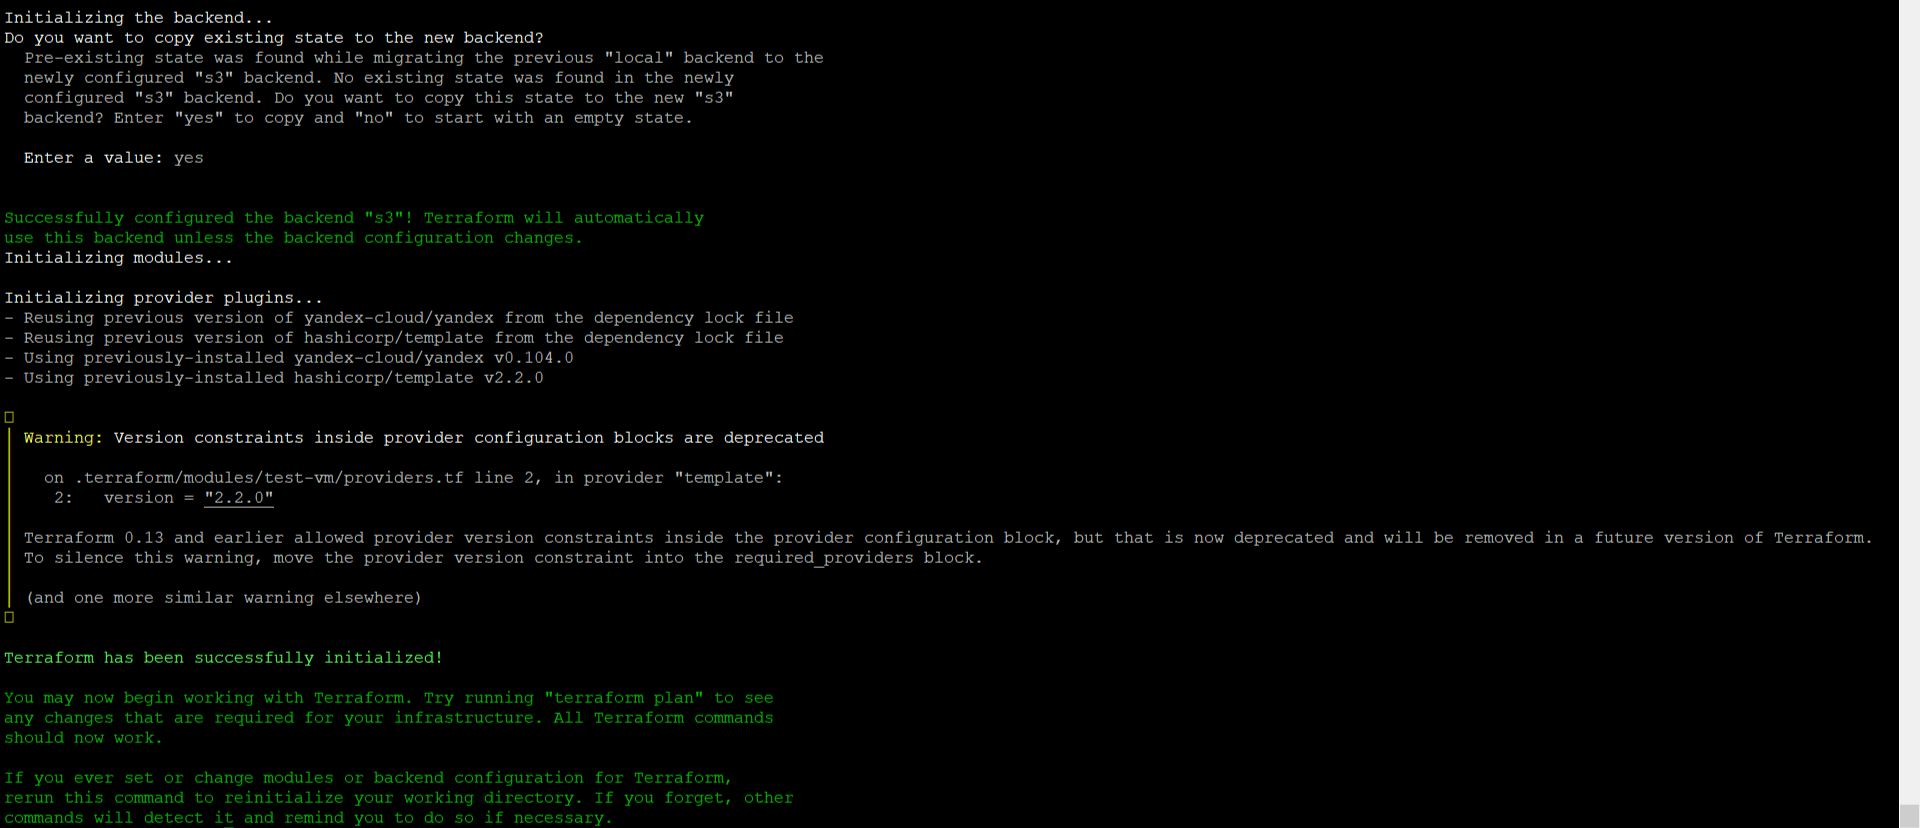 Initializing the backend...
Do you want to copy existing state to the new backend?
  Pre-existing state was found while migrating the previous "local" backend to the
  newly configured "s3" backend. No existing state was found in the newly
  configured "s3" backend. Do you want to copy this state to the new "s3"
  backend? Enter "yes" to copy and "no" to start with an empty state.

  Enter a value: yes


Successfully configured the backend "s3"! Terraform will automatically
use this backend unless the backend configuration changes.
Initializing modules...

Initializing provider plugins...
- Reusing previous version of yandex-cloud/yandex from the dependency lock file
- Reusing previous version of hashicorp/template from the dependency lock file
- Using previously-installed yandex-cloud/yandex v0.104.0
- Using previously-installed hashicorp/template v2.2.0

  Warning: Version constraints inside provider configuration blocks are deprecated

    on .terraform/modules/test-vm/providers.tf line 2, in provider "template":
     2:   version = "2.2.0"

  Terraform 0.13 and earlier allowed provider version constraints inside the provider configuration block, but that is now deprecated and will be removed in a future version of Terraform.
  To silence this warning, move the provider version constraint into the required_providers block.

  (and one more similar warning elsewhere)

Terraform has been successfully initialized!

You may now begin working with Terraform. Try running "terraform plan" to see
any changes that are required for your infrastructure. All Terraform commands
should now work.

If you ever set or change modules or backend configuration for Terraform,
rerun this command to reinitialize your working directory. If you forget, other
commands will detect it and remind you to do so if necessary.